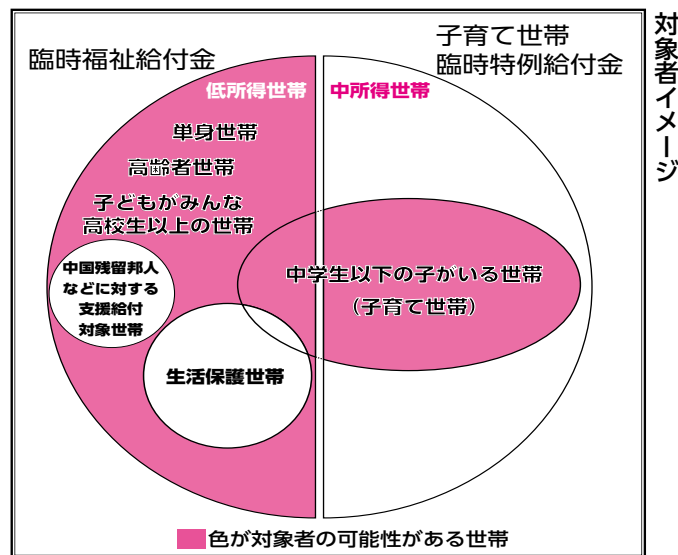 対象者イメージ
臨時福祉給付金
子育て世帯
臨時特例給付金
低所得世帯
中所得世帯
単身世帯
高齢者世帯
子どもがみんな
高校生以上の世帯
中国残留邦人
などに対する
支援給付
対象世帯
中学生以下の子がいる世帯
（子育て世帯）
生活保護世帯
色が対象者の可能性がある世帯